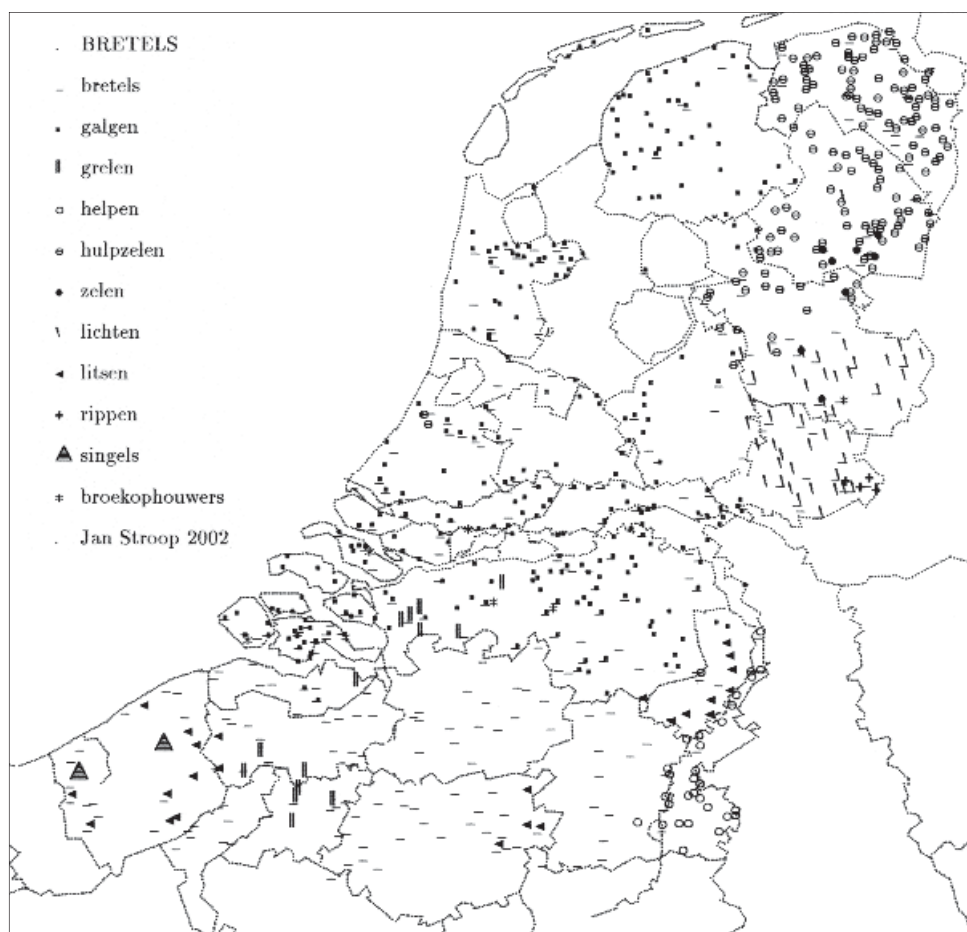 . BRETELS
– bretels
galgen
grelen
helpen
hulpzelen
zelen
lichten
litsen
rippen
singels
broekophouwers
. Jan Stroop 2002